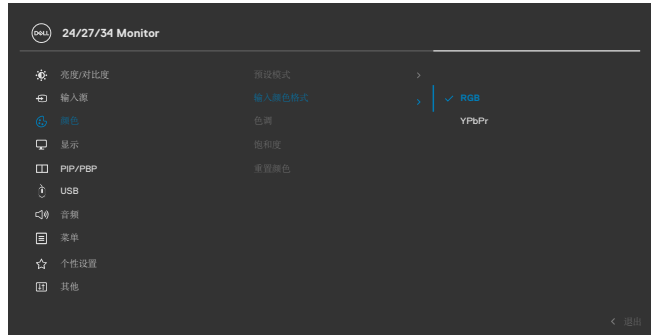 DELL 24/27/34 Monitor
亮度/对比度 预设模式
输入源 输入颜色格式 RGB
颜色 色调 YPbPr
显示 饱和度
PIP/PBP 重置颜色
USB
音频
菜单
个性设置
其他
退出